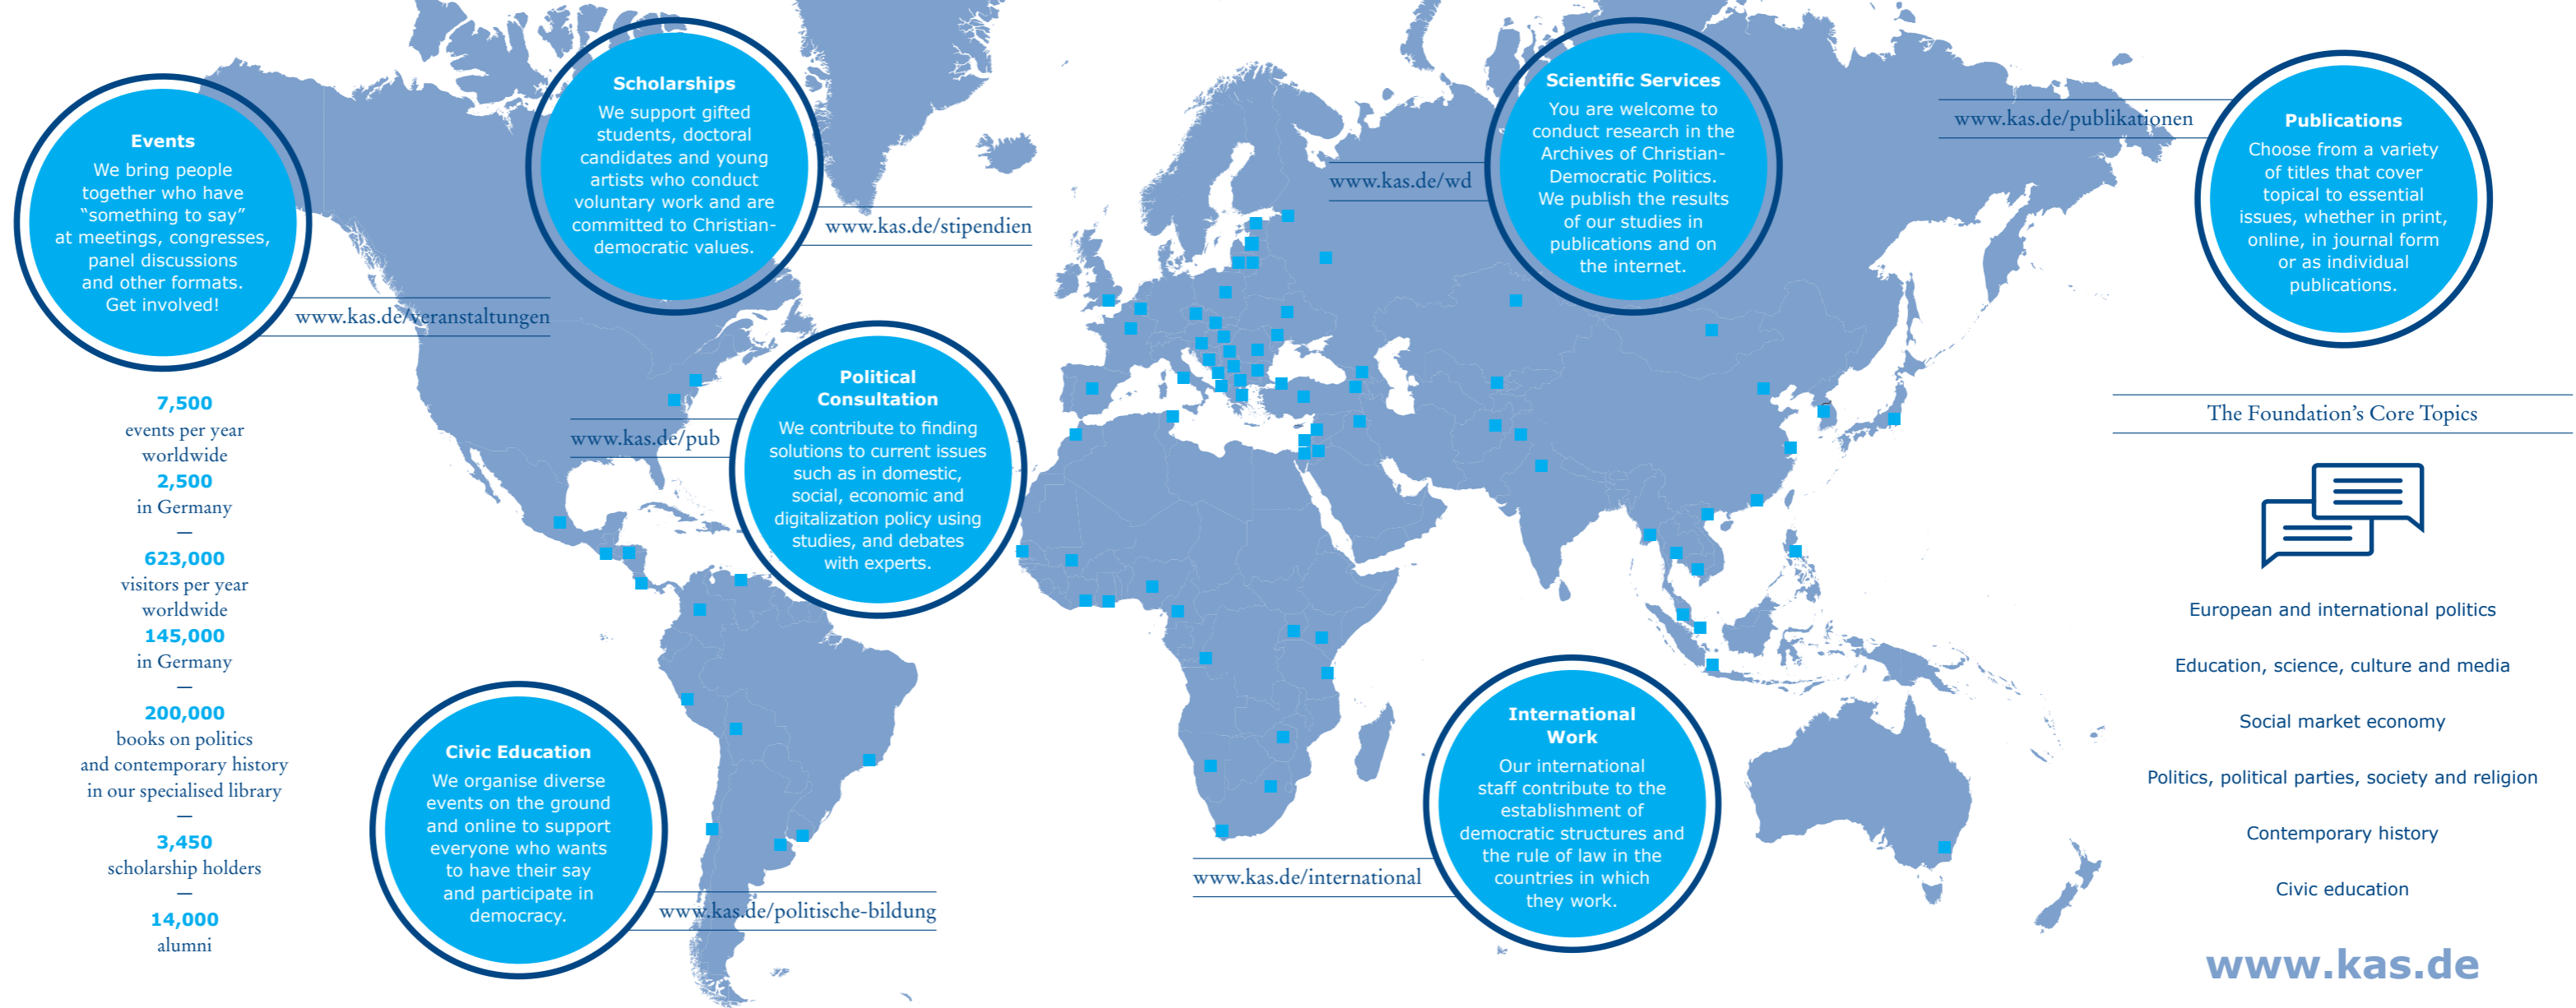 Events
We bring people
together who have
“something to say”
at meetings, congresses,
panel discussions
and other formats.
Get involved!
www.kas.de/veranstaltungen
Scholarships
We support gifted
students, doctoral
candidates and young
artists who conduct
voluntary work and are
committed to Christian-
democratic values.
www.kas.de/stipendien
Scientific Services
You are welcome to
conduct research in the
Archives of Christian-
Democratic Politics.
We publish the results
of our studies in
publications and on
the internet.
www.kas.de/wd
Publications
Choose from a variety
of titles that cover
topical to essential
issues, whether in print,
online, in journal form
or as individual
publications.
www.kas.de/publikationen
Political
Consultation
We contribute to finding
solutions to current issues
such as in domestic,
social, economic and
digitalization policy using
studies, and debates
with experts.
www.kas.de/pub
7,500
events per year
worldwide
2,500
in Germany
—
623,000
visitors per year
worldwide
145,000
in Germany
—
200,000
books on politics
and contemporary history
in our specialised library
—
3,450
scholarship holders
—
14,000
alumni
Civic Education
We organise diverse
events on the ground
and online to support
everyone who wants
to have their say
and participate in
democracy.
www.kas.de/politische-bildung
International
Work
Our international
staff contribute to the
establishment of
democratic structures and
the rule of law in the
countries in which
they work.
www.kas.de/international
The Foundation’s Core Topics
European and international politics
Education, science, culture and media
Social market economy
Politics, political parties, society and religion
Contemporary history
Civic education
www.kas.de